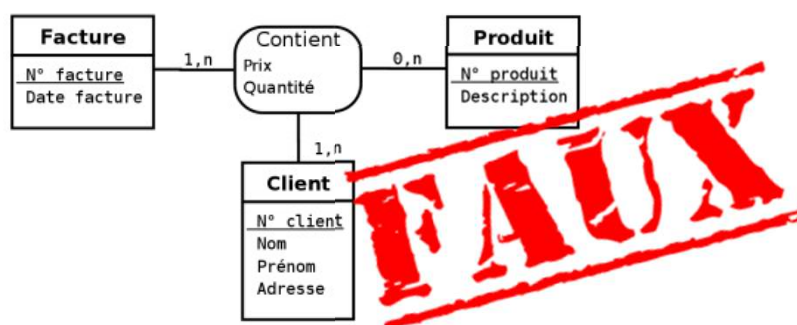 Facture
N° facture
Date facture
1,n
Contient
Prix
Quantité
0,n
Produit
N° produit
Description
1,n
Client
N° client
Nom
Prénom
Adresse
FAUX